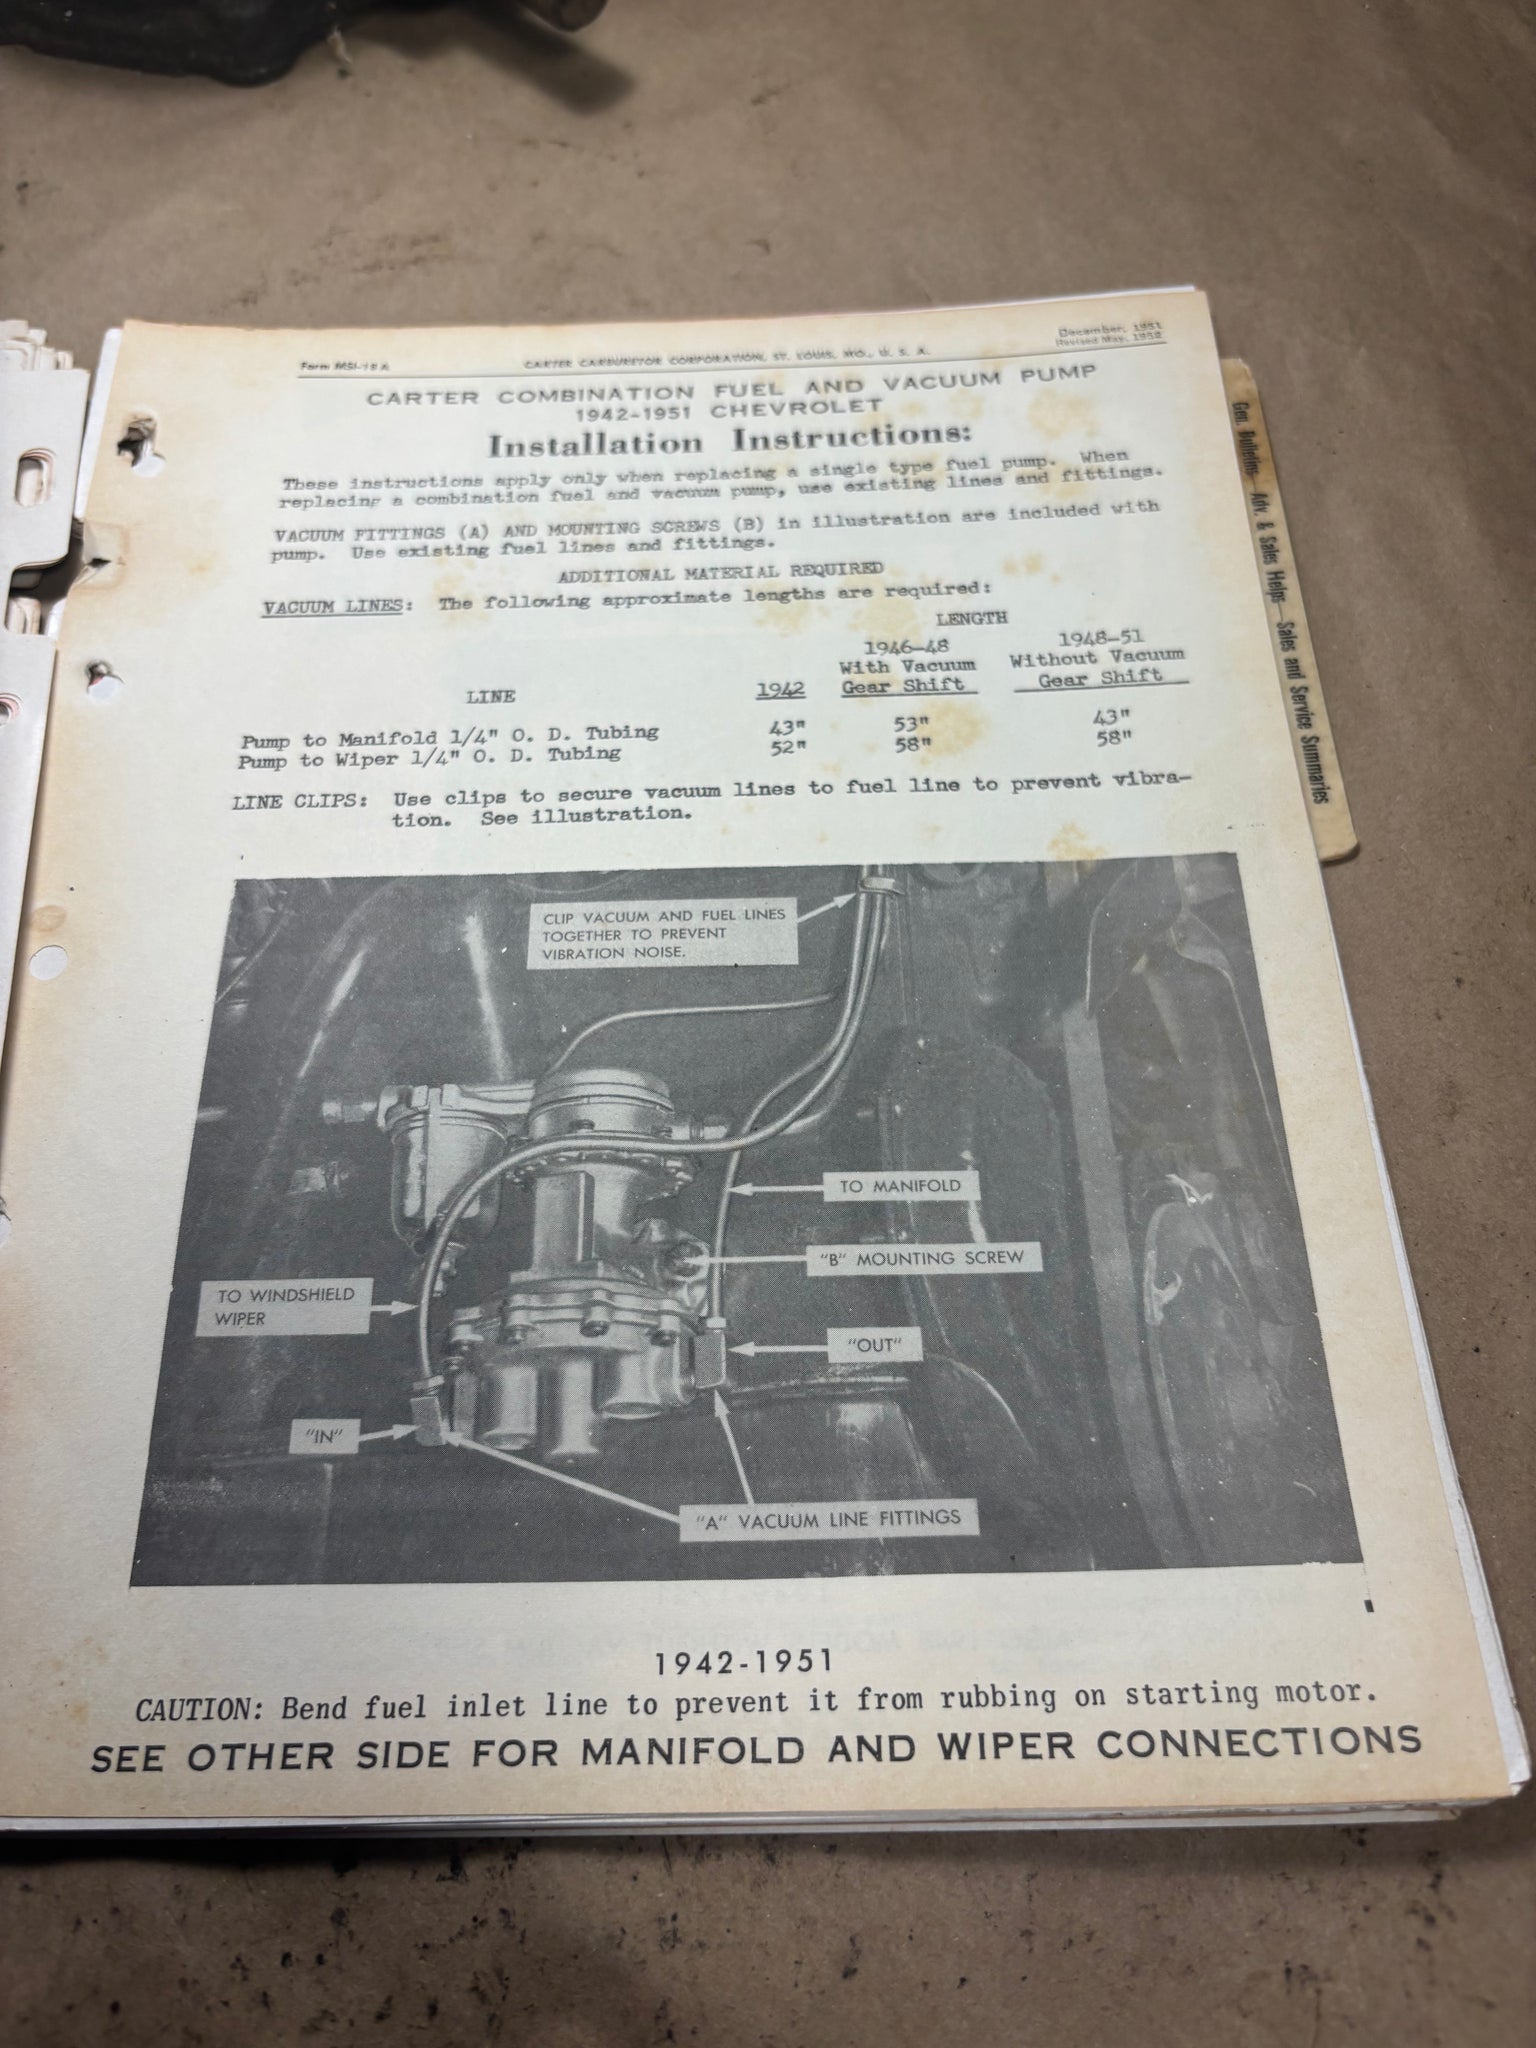 December, 1951
Revised May, 1952
Form MSI-18A
CARTER CARBURETOR CORPORATION, ST. LOUIS, MO., U. S. A.
CARTER COMBINATION FUEL AND VACUUM PUMP
1942-1951 CHEVROLET
Installation Instructions:
These instructions apply only when replacing a single type fuel pump. When
replacing a combination fuel and vacuum pump, use existing lines and fittings.
VACUUM FITTINGS (A) AND MOUNTING SCREWS (B) in illustration are included with
pump. Use existing fuel lines and fittings.
ADDITIONAL MATERIAL REQUIRED
VACUUM LINES: The following approximate lengths are required:
LENGTH
1946-48 1948-51
With Vacuum Without Vacuum
LINE 1942 Gear Shift Gear Shift
Pump to Manifold 1/4" O. D. Tubing 43" 53" 43"
Pump to Wiper 1/4" O. D. Tubing 52" 58" 58"
LINE CLIPS: Use clips to secure vacuum lines to fuel line to prevent vibra-
tion. See illustration.
CLIP VACUUM AND FUEL LINES
TOGETHER TO PREVENT
VIBRATION NOISE.
TO MANIFOLD
"B" MOUNTING SCREW
TO WINDSHIELD
WIPER
"OUT"
"IN"
"A" VACUUM LINE FITTINGS
1942-1951
CAUTION: Bend fuel inlet line to prevent it from rubbing on starting motor.
SEE OTHER SIDE FOR MANIFOLD AND WIPER CONNECTIONS
Gen. Bulletins—Adv. & Sales Helps—Sales and Service Summaries